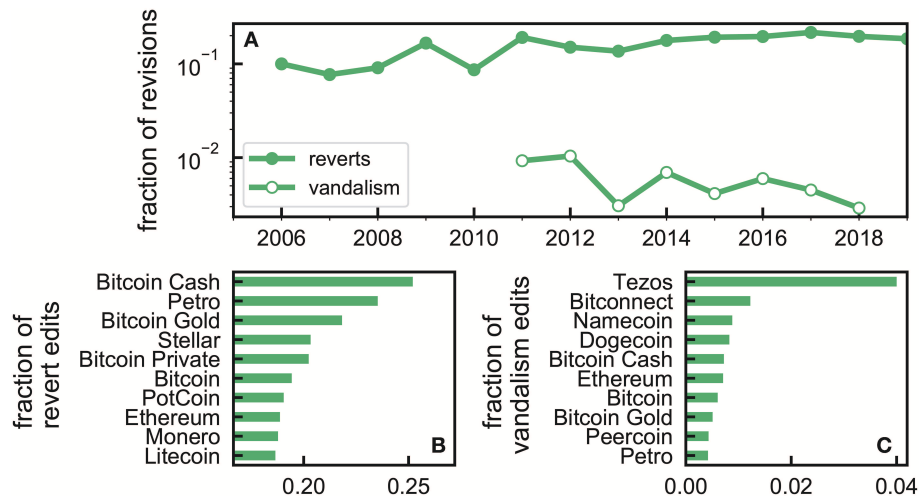 A
fraction of revisions
10⁻¹
10⁻²
reverts
vandalism
2006 2008 2010 2012 2014 2016 2018
fraction of
revert edits
Bitcoin Cash
Petro
Bitcoin Gold
Stellar
Bitcoin Private
Bitcoin
PotCoin
Ethereum
Monero
Litecoin
B
0.20 0.25
fraction of
vandalism edits
Tezos
Bitconnect
Namecoin
Dogecoin
Bitcoin Cash
Ethereum
Bitcoin
Bitcoin Gold
Peercoin
Petro
C
0.00 0.02 0.04